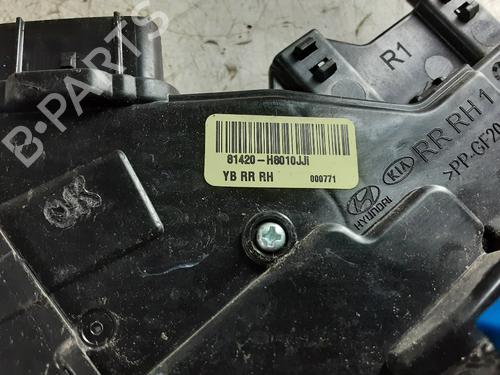 B-PARTS
R1
81420-H8010JJI
YB RR RH 000771
HYUNDAI
KIA
RR RH 1
>PP-GF20
OK